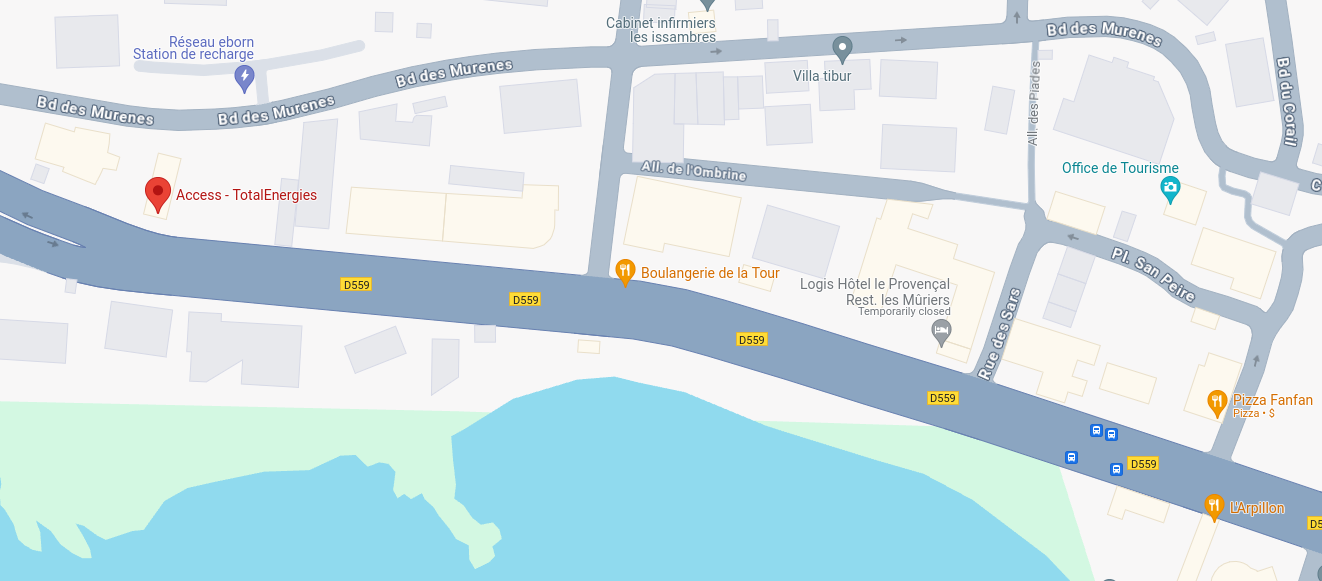 Cabinet infirmiers
les issambres
Réseau eborn
Station de recharge
Bd des Murenes
Bd des Murenes
Bd des Murenes
Bd des Murenes
Villa tibur
All. des Plades
Bd du Corail
All. de l'Ombrine
Office de Tourisme
Access - TotalEnergies
Pl. San Peire
Boulangerie de la Tour
Logis Hôtel le Provençal
Rest. les Mûriers
Temporarily closed
Rue des Sars
D559
D559
D559
D559
Pizza Fanfan
Pizza • $
D559
L'Arpillon